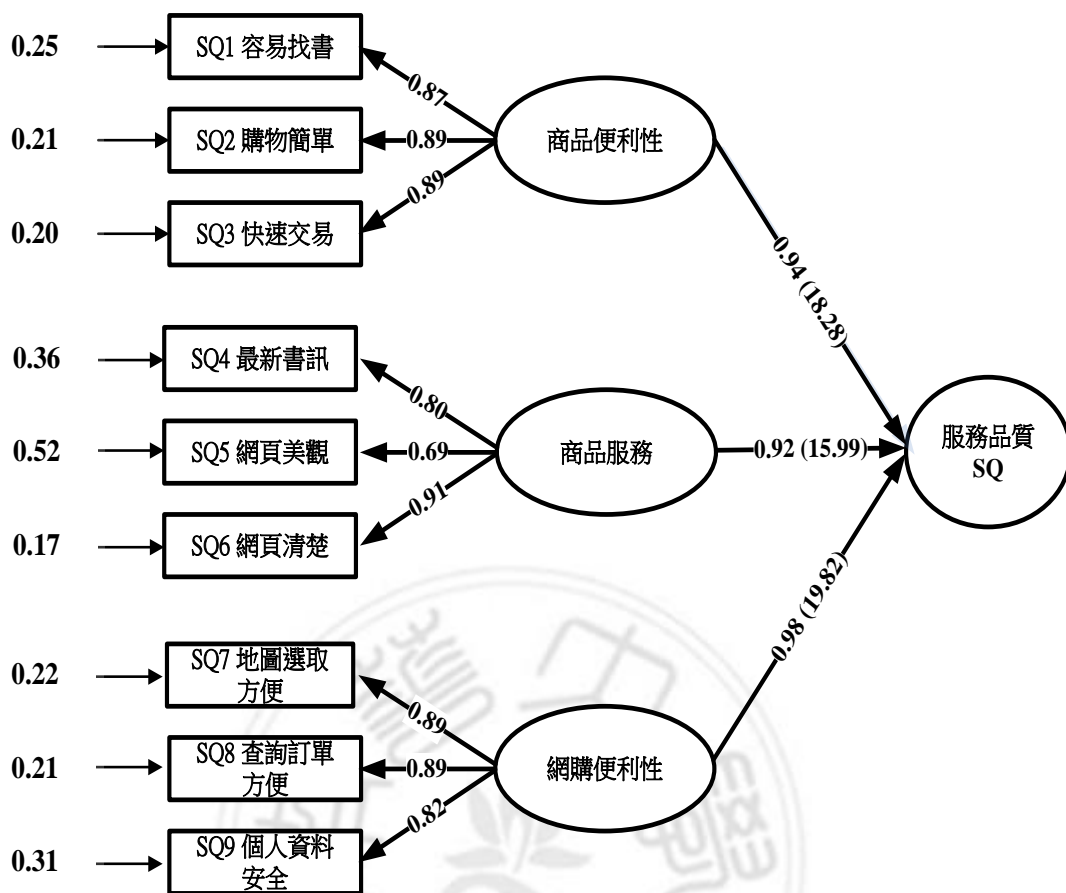 0.25
SQ1 容易找書
0.87
0.21
SQ2 購物簡單
0.89
商品便利性
0.20
SQ3 快速交易
0.89
0.94 (18.28)
0.36
SQ4 最新書訊
0.80
0.52
SQ5 網頁美觀
0.69
商品服務
0.92 (15.99)
服務品質
SQ
0.17
SQ6 網頁清楚
0.91
0.98 (19.82)
0.22
SQ7 地圖選取
方便
0.89
0.21
SQ8 查詢訂單
方便
0.89
網購便利性
0.31
SQ9 個人資料
安全
0.82